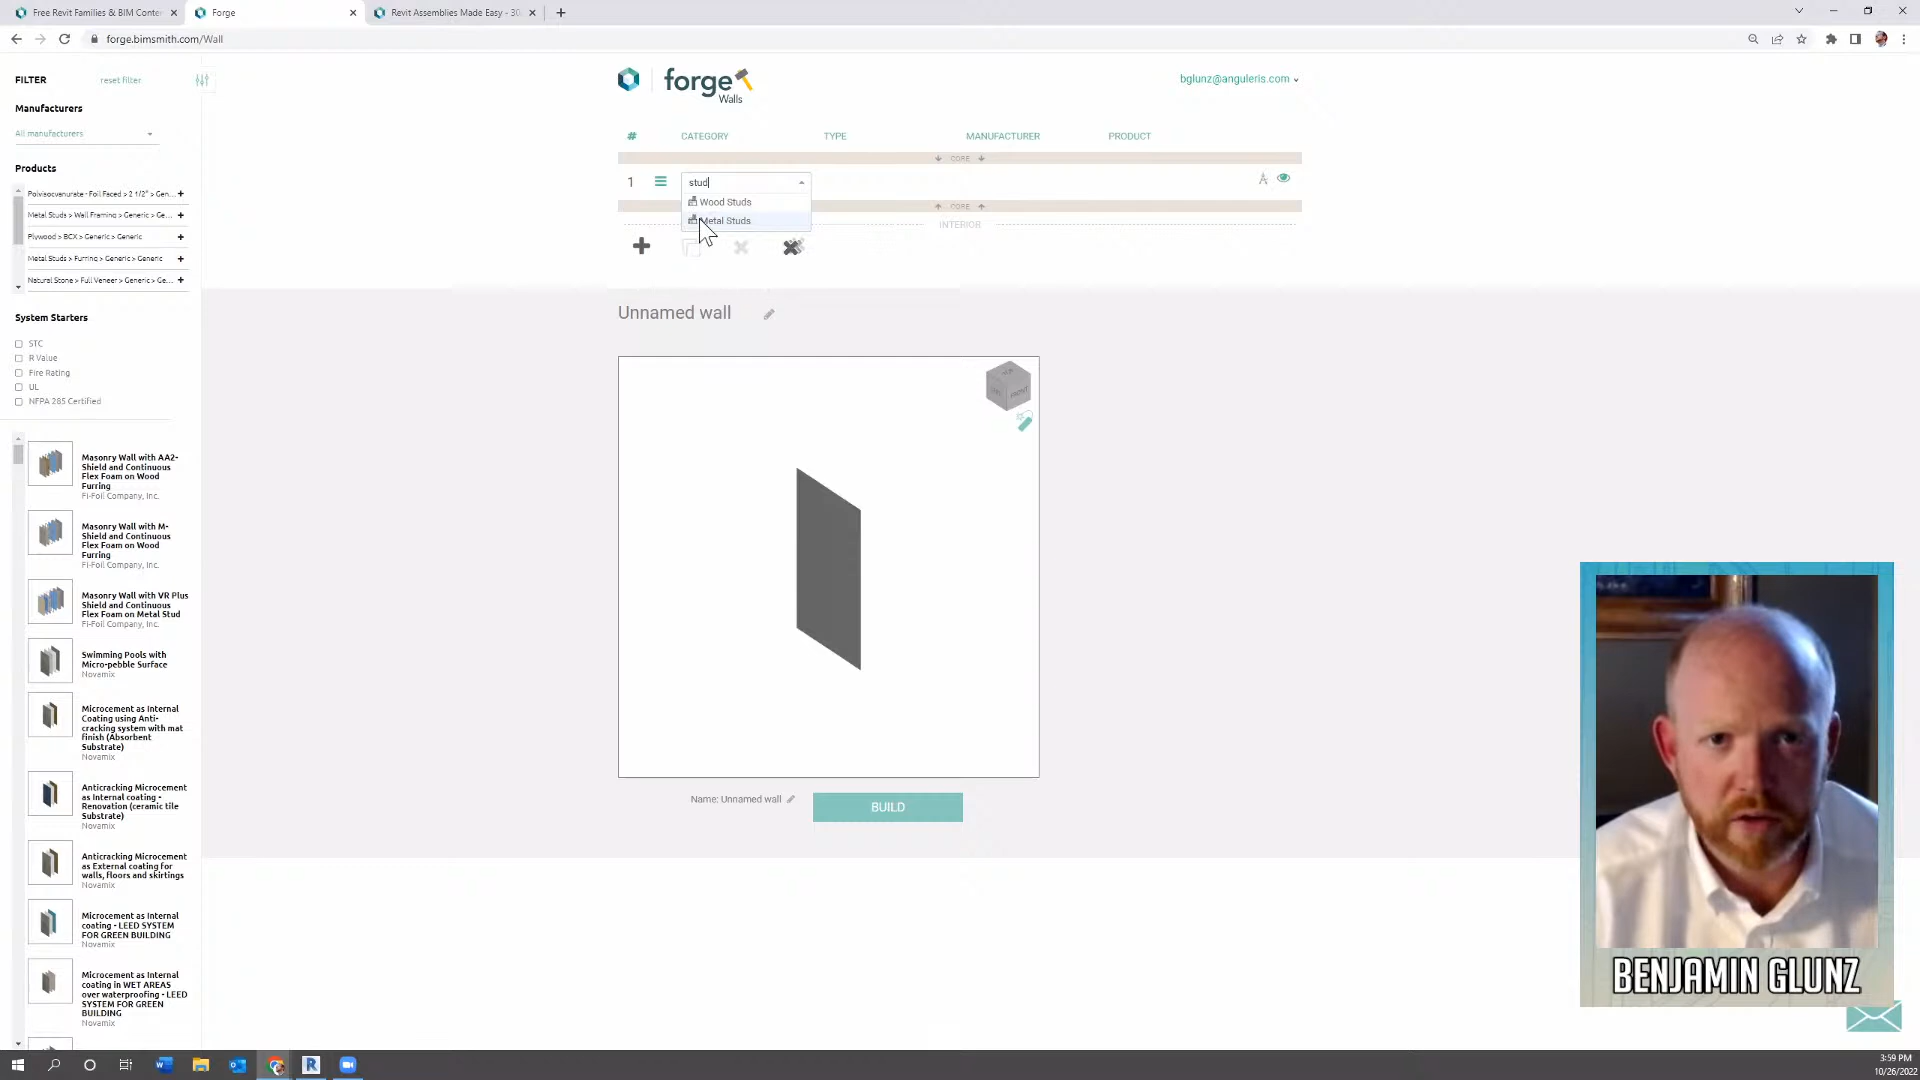 Free Revit Families & BIM Conten
Forge
Revit Assemblies Made Easy - 30
forge.bimsmith.com/Wall
FILTER
reset filter
Manufacturers
All manufacturers
Products
Polyisocyanurate - Foil Faced > 2 1/2" > Gen...
Metal Studs > Wall Framing > Generic > Ge...
Plywood > BCX > Generic > Generic
Metal Studs > Furring > Generic > Generic
Natural Stone > Full Veneer > Generic > Ge...
System Starters
STC
R Value
Fire Rating
UL
NFPA 285 Certified
Masonry Wall with AA2-
Shield and Continuous
Flex Foam on Wood
Furring
Fi-Foil Company, Inc.
Masonry Wall with M-
Shield and Continuous
Flex Foam on Wood
Furring
Fi-Foil Company, Inc.
Masonry Wall with VR Plus
Shield and Continuous
Flex Foam on Metal Stud
Fi-Foil Company, Inc.
Swimming Pools with
Micro-pebble Surface
Novamix
Microcement as Internal
Coating using Anti-
cracking system with mat
finish (Absorbent
Substrate)
Novamix
Anticracking Microcement
as Internal coating -
Renovation (ceramic tile
Substrate)
Novamix
Anticracking Microcement
as External coating for
walls, floors and skirtings
Novamix
Microcement as Internal
coating - LEED SYSTEM
FOR GREEN BUILDING
Novamix
Microcement as Internal
coating in WET AREAS
over waterproofing - LEED
SYSTEM FOR GREEN
BUILDING
Novamix
forge
Walls
bglunz@anguleris.com
# CATEGORY TYPE MANUFACTURER PRODUCT
CORE
1 stud
Wood Studs
Metal Studs
CORE
INTERIOR
Unnamed wall
FRONT
Name: Unnamed wall
BUILD
BENJAMIN GLUNZ
3:59 PM
10/26/2022